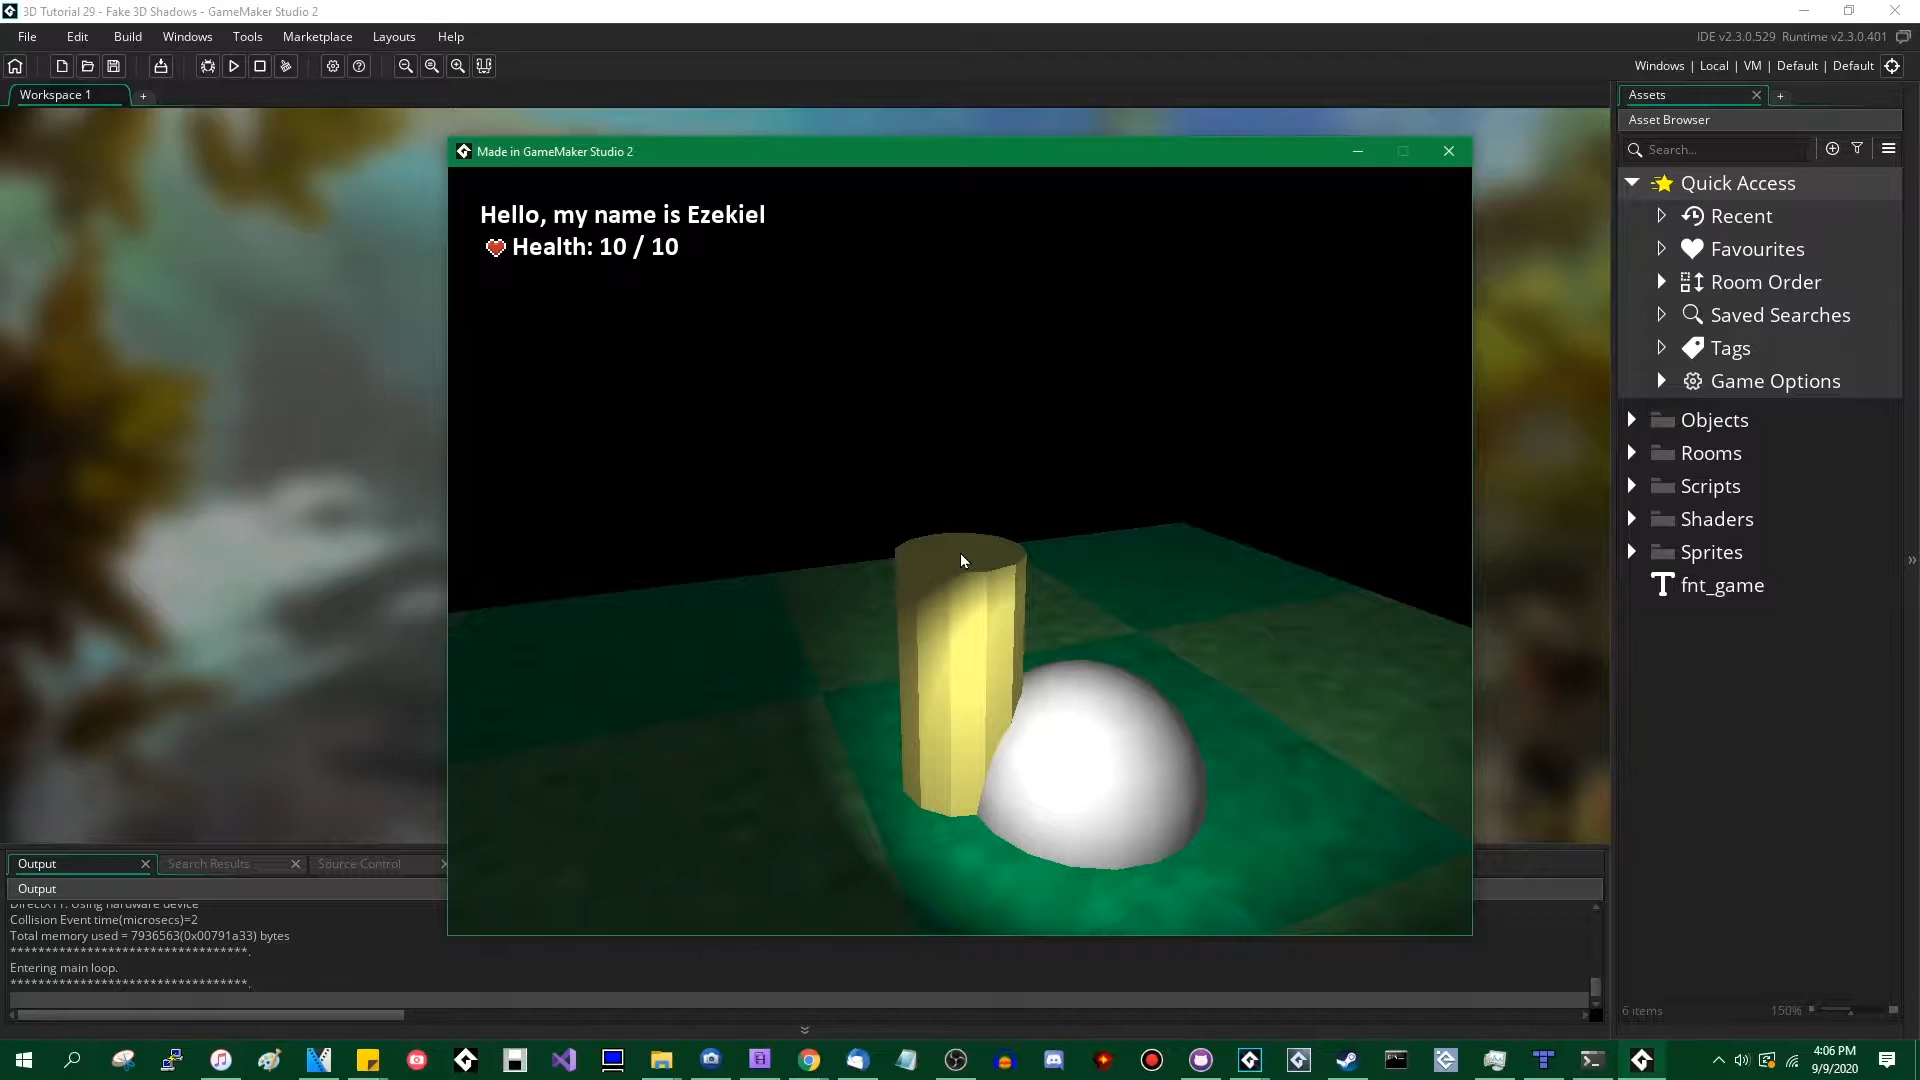 3D Tutorial 29 - Fake 3D Shadows - GameMaker Studio 2
File Edit Build Windows Tools Marketplace Layouts Help
IDE v2.3.0.529 Runtime v2.3.0.401
Windows | Local | VM | Default | Default
Workspace 1
Assets
Asset Browser
Search...
Made in GameMaker Studio 2
Hello, my name is Ezekiel
Health: 10 / 10
Quick Access
Recent
Favourites
Room Order
Saved Searches
Tags
Game Options
Objects
Rooms
Scripts
Shaders
Sprites
fnt_game
Output Search Results Source Control
Output
DirectX11: Using hardware device
Collision Event time(microsecs)=2
Total memory used = 7936563(0x00791a33) bytes
**********************************.
Entering main loop.
**********************************.
6 items 150%
4:06 PM
9/9/2020